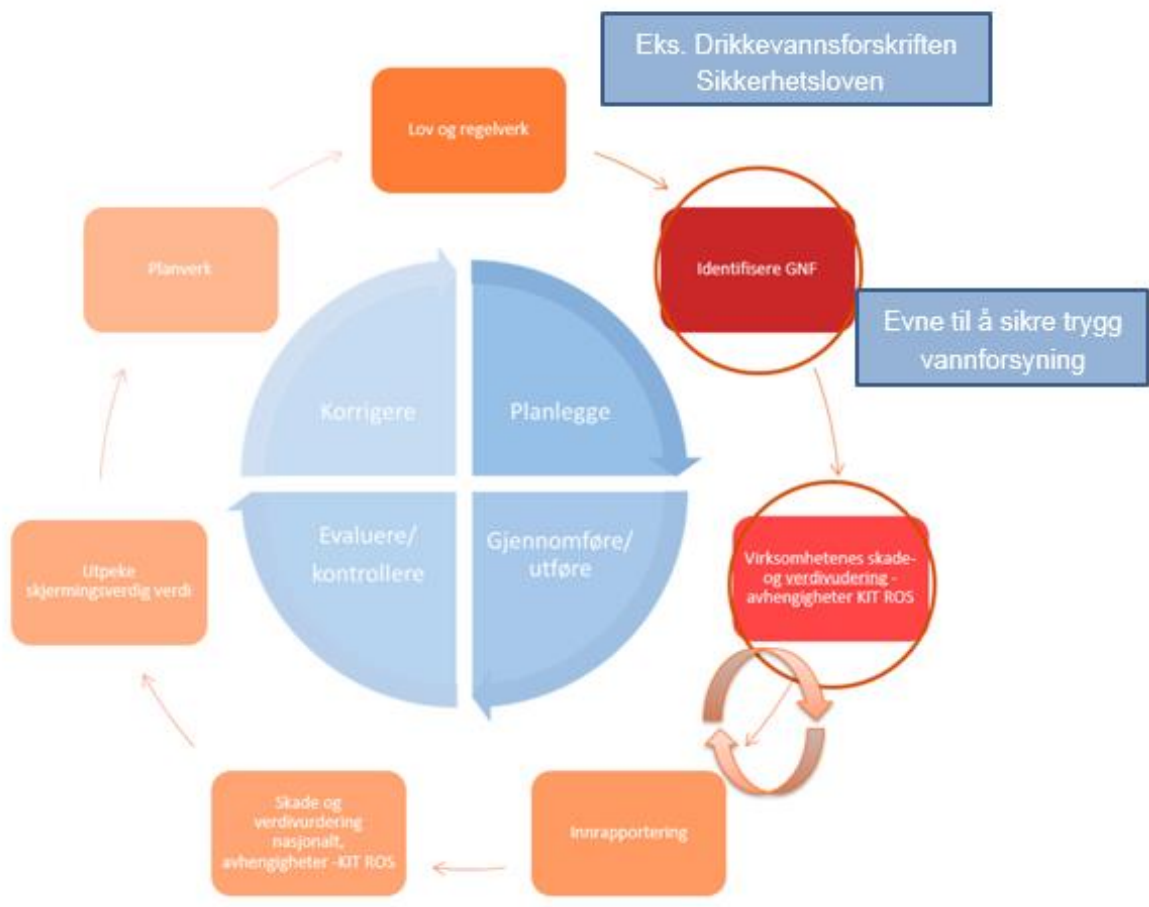 Eks. Drikkevannsforskriften
Sikkerhetsloven
Lov og regelverk
Identifisere GNF
Evne til å sikre trygg
vannforsyning
Virksomhetenes skade-
og verdivudering -
avhengigheter KIT ROS
Innrapportering
Skade og
verdivurdering
nasjonalt,
avhengigheter -KIT ROS
Utpeke
skjermingsverdig verdi
Planverk
Korrigere
Planlegge
Evaluere/
kontrollere
Gjennomføre/
utføre